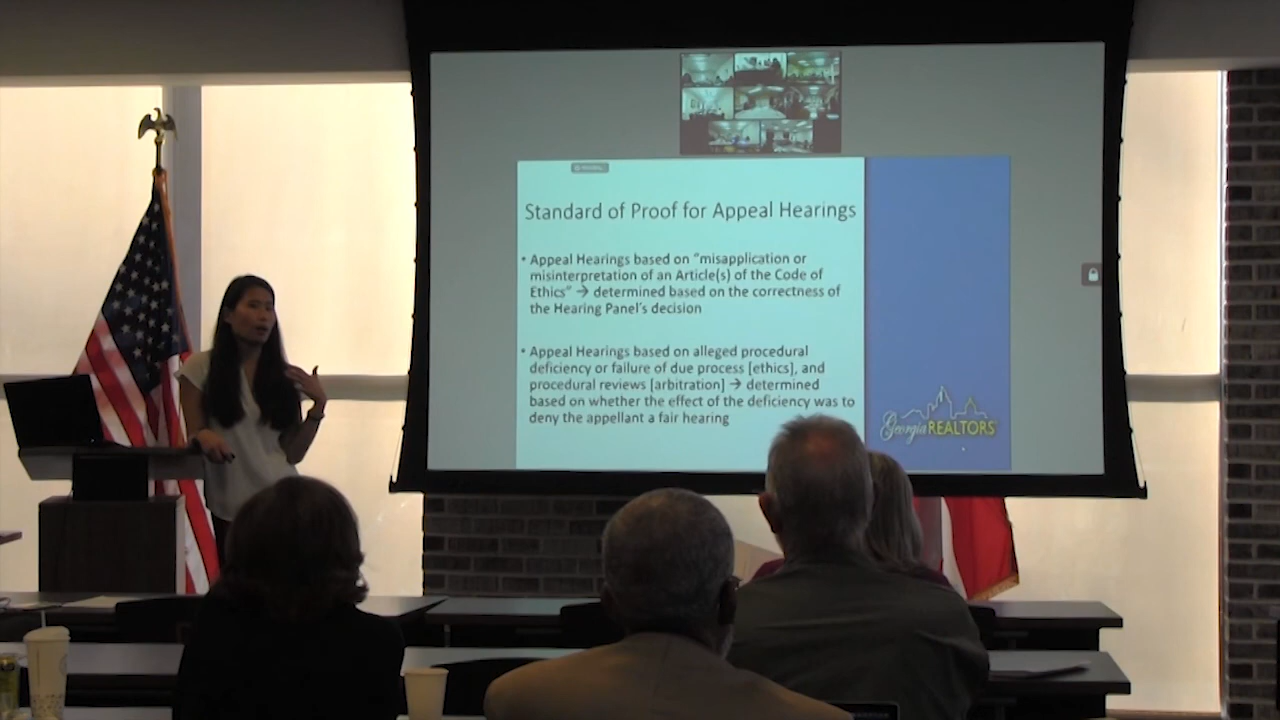 Standard of Proof for Appeal Hearings
• Appeal Hearings based on "misapplication or
misinterpretation of an Article(s) of the Code of
Ethics" → determined based on the correctness of
the Hearing Panel's decision
• Appeal Hearings based on alleged procedural
deficiency or failure of due process [ethics], and
procedural reviews [arbitration] → determined
based on whether the effect of the deficiency was to
deny the appellant a fair hearing
Georgia REALTORS